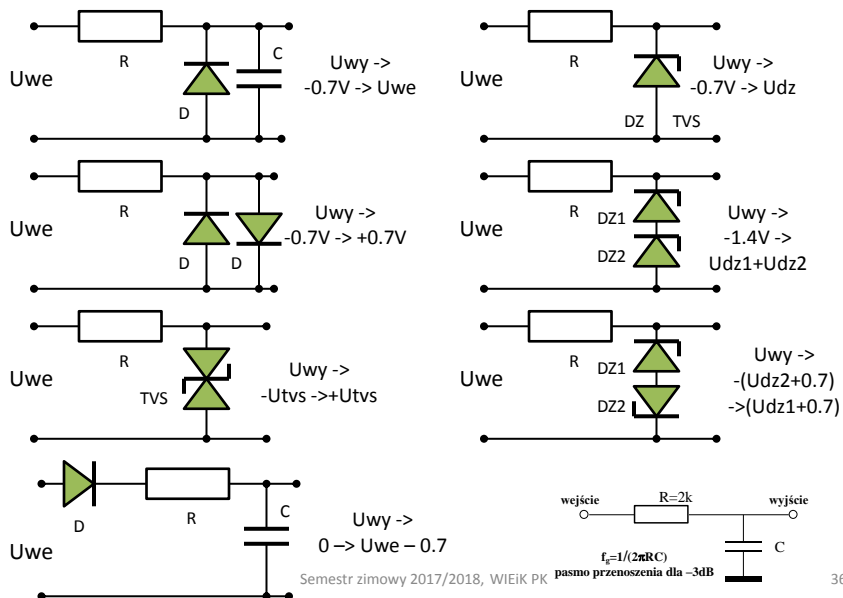 R
C
D
Uwe
Uwy ->
-0.7V -> Uwe
R
Uwe
DZ
TVS
Uwy ->
-0.7V -> Udz
R
Uwe
D
D
Uwy ->
-0.7V -> +0.7V
R
Uwe
DZ1
DZ2
Uwy ->
-1.4V ->
Udz1+Udz2
R
Uwe
TVS
Uwy ->
-Utvs ->+Utvs
R
Uwe
DZ1
DZ2
Uwy ->
-(Udz2+0.7)
->(Udz1+0.7)
D
R
C
Uwe
Uwy ->
0 –> Uwe – 0.7
wejście
R=2k
wyjście
C
fg=1/(2πRC)
pasmo przenoszenia dla –3dB
Semestr zimowy 2017/2018, WIEiK PK
36